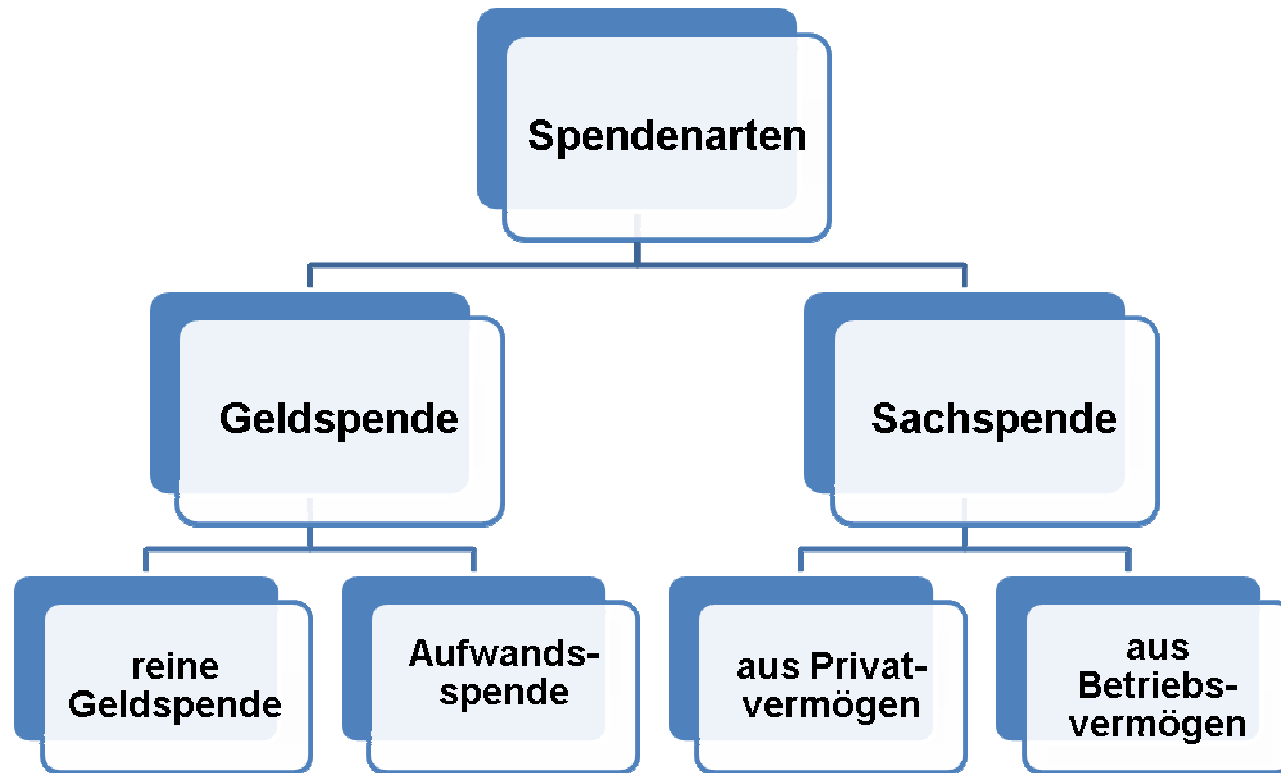 Spendenarten
Geldspende
Sachspende
reine
Geldspende
Aufwands-
spende
aus Privat-
vermögen
aus
Betriebs-
vermögen